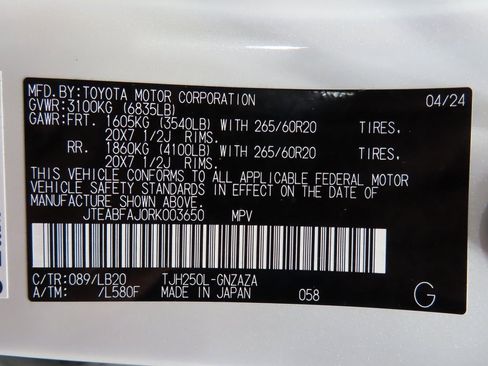 MFD.BY:TOYOTA MOTOR CORPORATION 04/24
GVWR:3100KG (6835LB)
GAWR:FRT. 1605KG (3540LB) WITH 265/60R20 TIRES.
20X7 1/2J RIMS.
RR. 1860KG (4100LB) WITH 265/60R20 TIRES.
20X7 1/2J RIMS.
THIS VEHICLE CONFORMS TO ALL APPLICABLE FEDERAL MOTOR
VEHICLE SAFETY STANDARDS IN EFFECT ON THE DATE OF
MANUFACTURE SHOWN ABOVE.
JTEABFAJ0RK003650 MPV
C/TR:089/LB20 TJH250L-GNZAZA
A/TM: /L580F MADE IN JAPAN 058 G